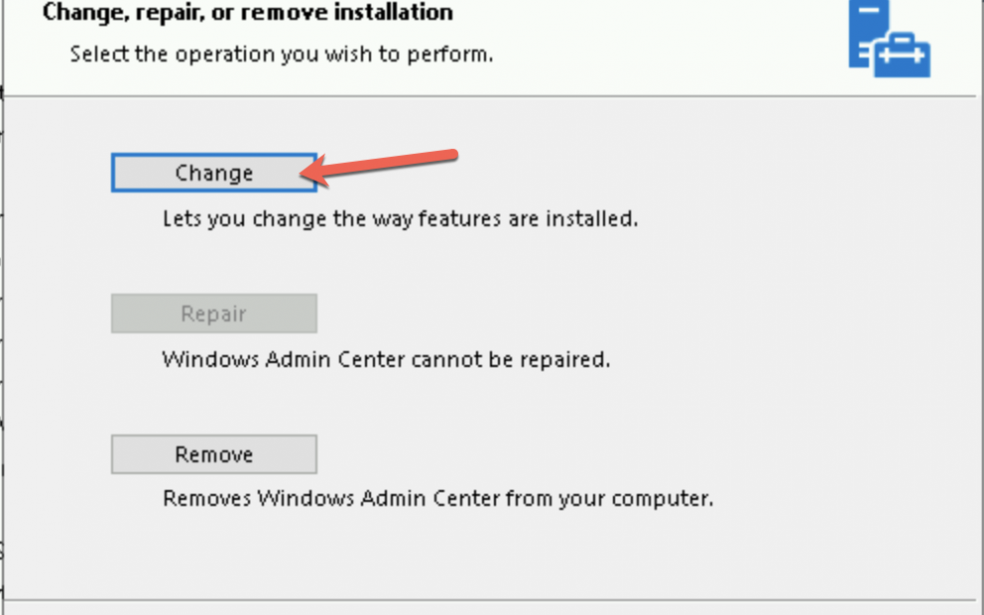 Change, repair, or remove installation
Select the operation you wish to perform.
Change
Lets you change the way features are installed.
Repair
Windows Admin Center cannot be repaired.
Remove
Removes Windows Admin Center from your computer.